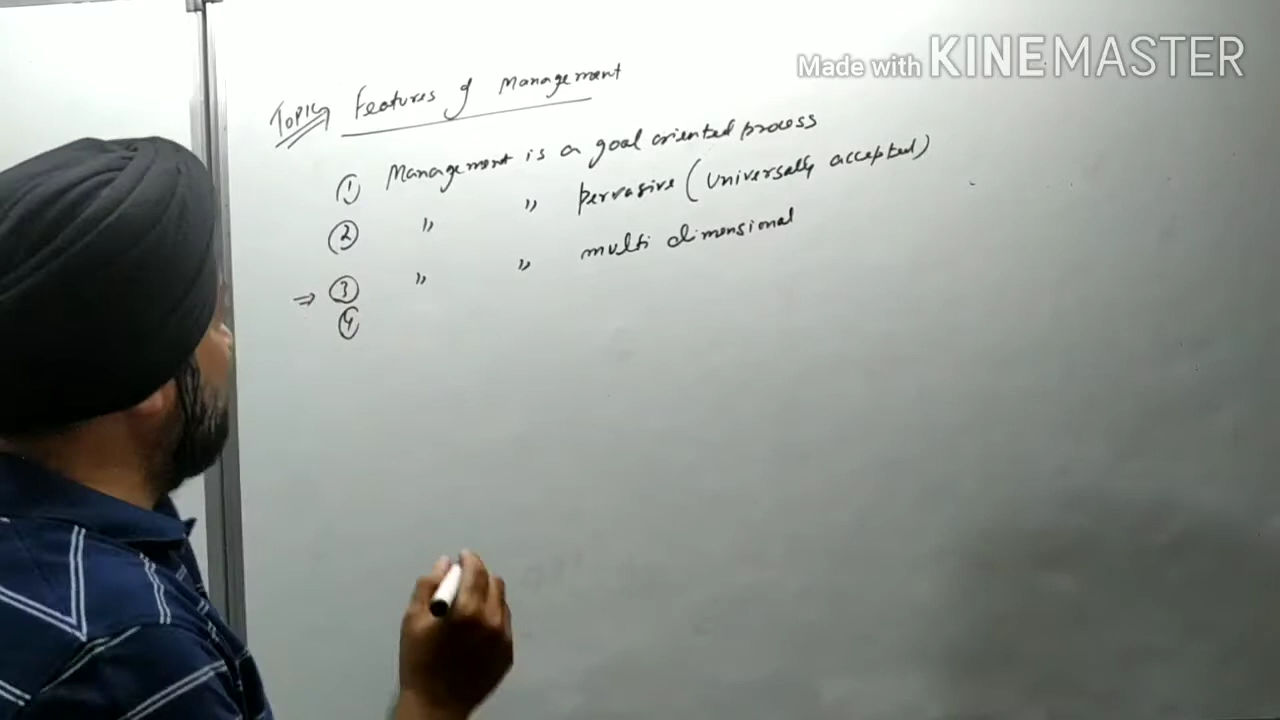 Made with KINEMASTER
TOPIC Features of Management
① Management is a goal oriented process
② " " Pervasive (Universally accepted)
⇒ ③ " " multi dimensional
④